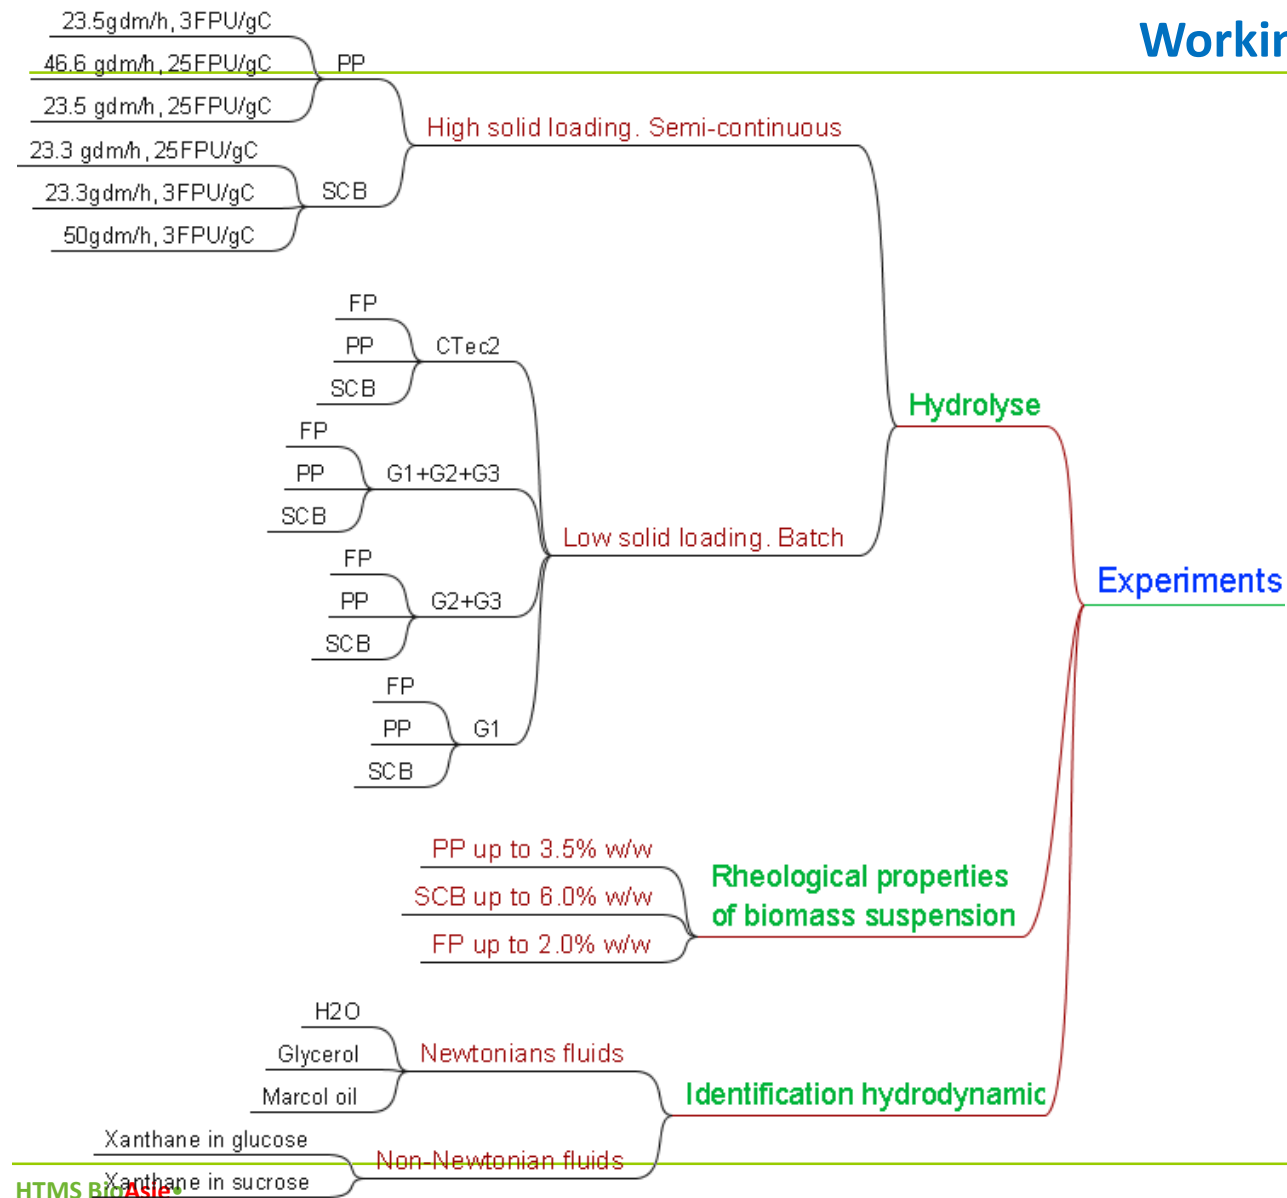 Workin
23.5gdm/h, 3FPU/gC
46.6 gdm/h, 25FPU/gC
23.5 gdm/h, 25FPU/gC
PP
23.3 gdm/h, 25FPU/gC
23.3gdm/h, 3FPU/gC
50gdm/h, 3FPU/gC
SCB
High solid loading. Semi-continuous
FP
PP
SCB
CTec2
FP
PP
SCB
G1+G2+G3
FP
PP
SCB
G2+G3
FP
PP
SCB
G1
Low solid loading. Batch
Hydrolyse
PP up to 3.5% w/w
SCB up to 6.0% w/w
FP up to 2.0% w/w
Rheological properties
of biomass suspension
H2O
Glycerol
Marcol oil
Newtonians fluids
Xanthane in glucose
Xanthane in sucrose
Non-Newtonian fluids
Identification hydrodynamic
Experiments
HTMS BioAsie